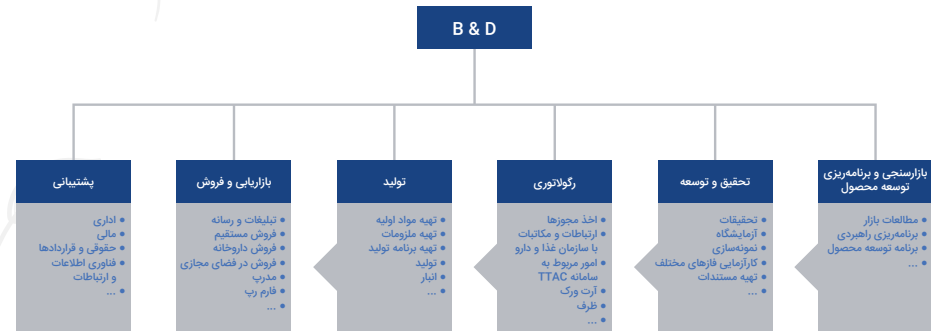 B & D
بازارسنجی و برنامه‌ریزی
توسعه محصول
• مطالعات بازار
• برنامه‌ریزی راهبردی
• برنامه توسعه محصول
• ...
تحقیق و توسعه
• تحقیقات
• آزمایشگاه
• نمونه‌سازی
• کارآزمایی فازهای مختلف
• تهیه مستندات
• ...
رگولاتوری
• اخذ مجوزها
• ارتباطات و مکاتبات
با سازمان غذا و دارو
• امور مربوط به
سامانه TTAC
• آرت ورک
• ظرف
• ...
تولید
• تهیه مواد اولیه
• تهیه ملزومات
• تهیه برنامه تولید
• تولید
• انبار
• ...
بازاریابی و فروش
• تبلیغات و رسانه
• فروش مستقیم
• فروش داروخانه
• فروش در فضای مجازی
• مدرپ
• فارم رپ
• ...
پشتیبانی
• اداری
• مالی
• حقوقی و قراردادها
• فناوری اطلاعات
و ارتباطات
• ...